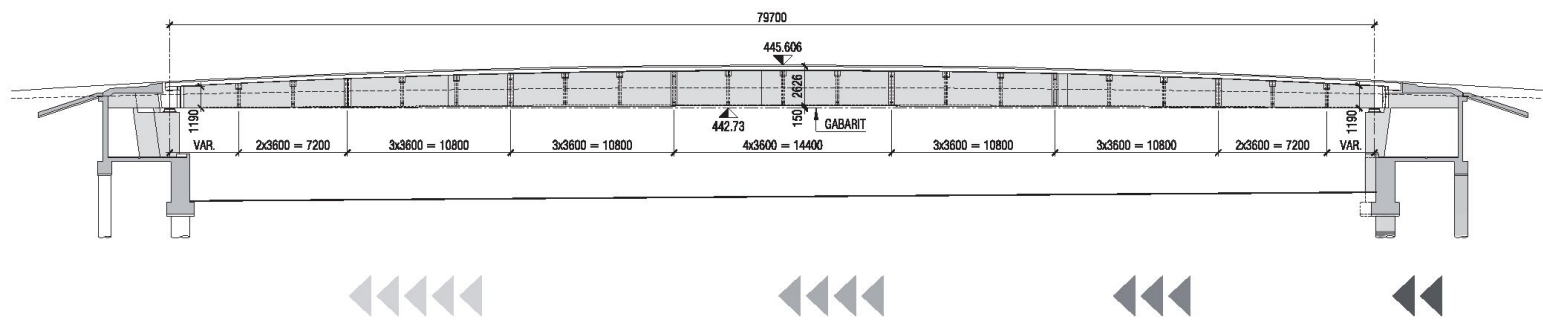 79700
445.606
2626
1190
150
GABARIT
1190
442.73
VAR.
2x3600 = 7200
3x3600 = 10800
3x3600 = 10800
4x3600 = 14400
3x3600 = 10800
3x3600 = 10800
2x3600 = 7200
VAR.